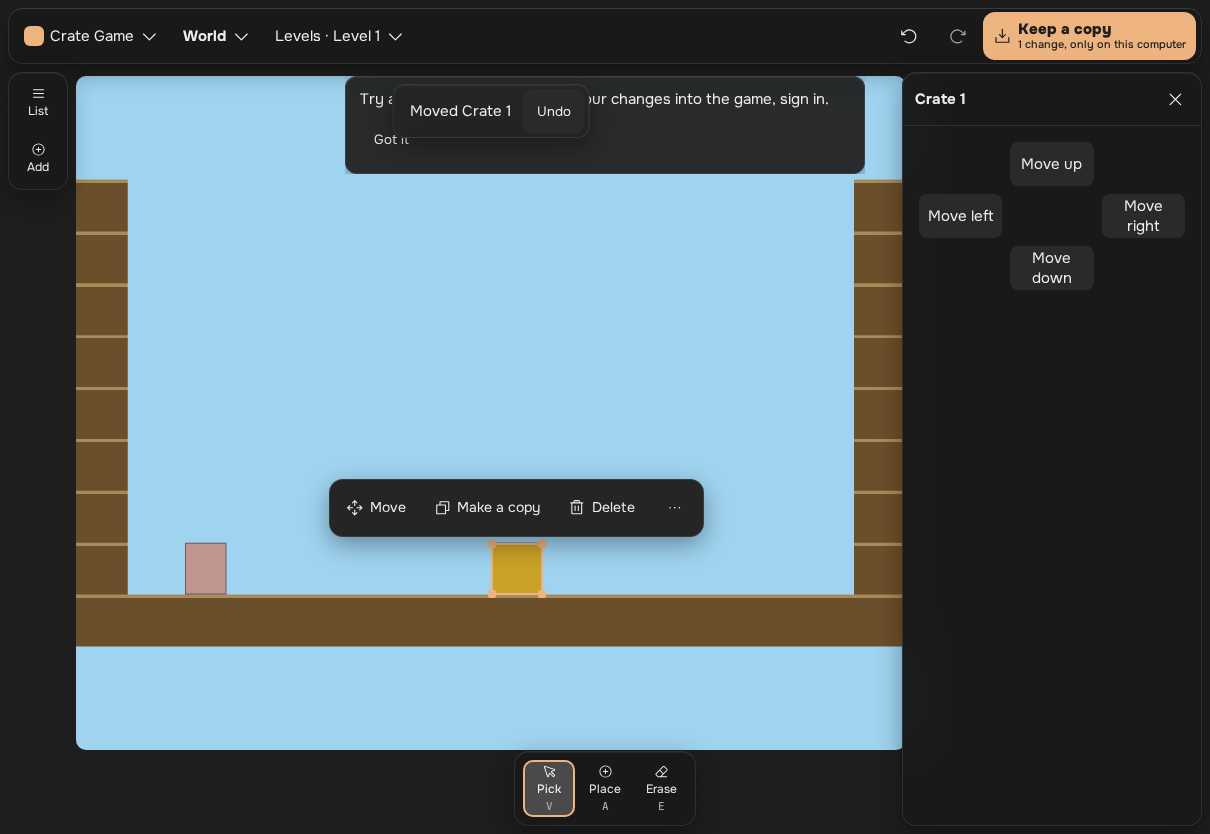 Crate Game
World
Levels · Level 1
Keep a copy
1 change, only on this computer
List
Add
Try a
our changes into the game, sign in.
Moved Crate 1
Undo
Got it
Crate 1
Move up
Move left
Move
right
Move
down
Move
Make a copy
Delete
Pick
Place
Erase
V
A
E